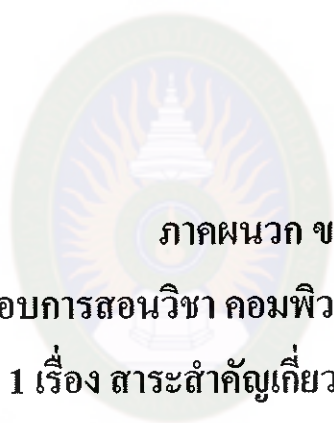 ภาคผนวก ข
อบการสอนวิชา คอมพิว
1 เรื่อง สาระสำคัญเกี่ยว